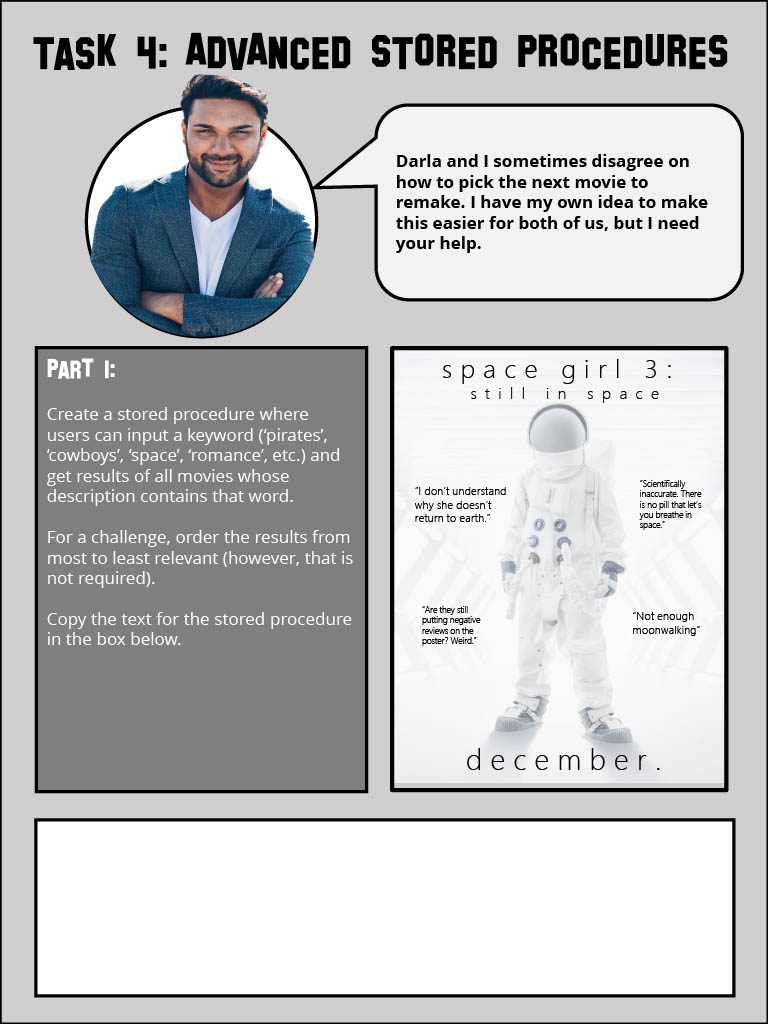 TASK 4: ADVANCED STORED PROCEDURES
Darla and I sometimes disagree on
how to pick the next movie to
remake. I have my own idea to make
this easier for both of us, but I need
your help.
PART 1:
Create a stored procedure where
users can input a keyword (‘pirates’,
‘cowboys’, ‘space’, ‘romance’, etc.) and
get results of all movies whose
description contains that word.
For a challenge, order the results from
most to least relevant (however, that is
not required).
Copy the text for the stored procedure
in the box below.
space girl 3:
still in space
“I don’t understand
why she doesn’t
return to earth.”
“Scientifically
inaccurate. There
is no pill that let’s
you breathe in
space.”
“Are they still
putting negative
reviews on the
poster? Weird.”
“Not enough
moonwalking”
december.